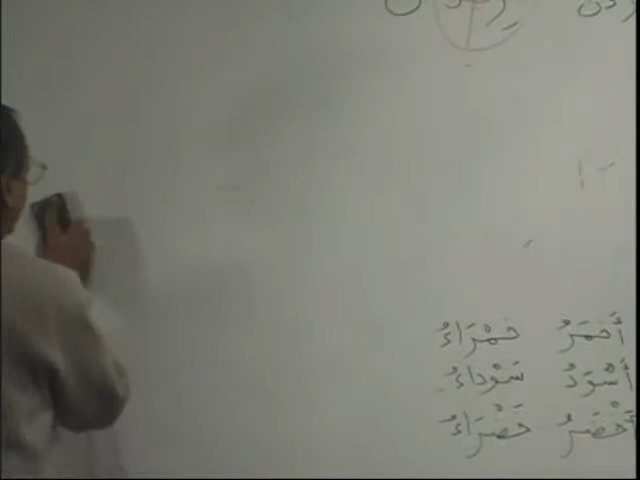 أَحْمَرُ حَمْرَاءُ
أَسْوَدُ سَوْدَاءُ
أَخْضَرُ خَضْرَاءُ